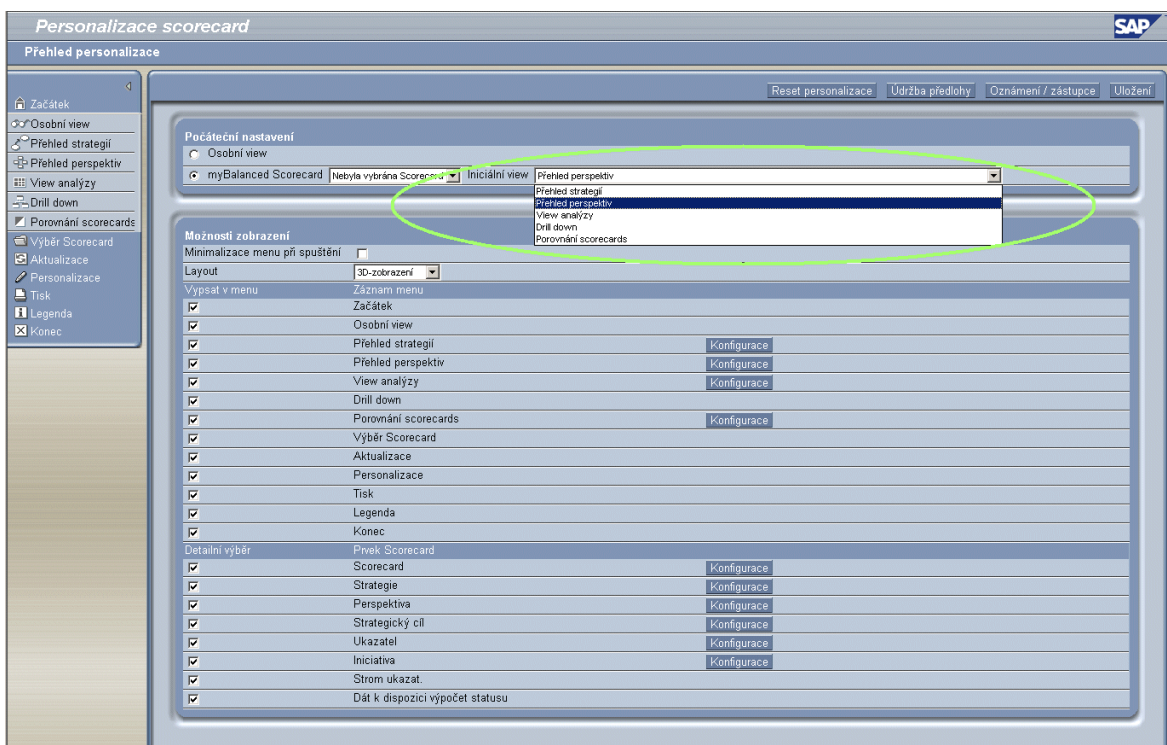 Personalizace scorecard
SAP
Přehled personalizace
Reset personalizace Údržba předlohy Oznámení / zástupce Uložení
Začátek
Osobní view
Přehled strategií
Přehled perspektiv
View analýzy
Drill down
Porovnání scorecards
Výběr Scorecard
Aktualizace
Personalizace
Tisk
Legenda
Konec
Počáteční nastavení
Osobní view
myBalanced Scorecard Nebyla vybrána Scorecard Iniciální view Přehled perspektiv
Přehled strategií
Přehled perspektiv
View analýzy
Drill down
Porovnání scorecards
Možnosti zobrazení
Minimalizace menu při spuštění
Layout 3D-zobrazení
Vypsat v menu Záznam menu
Začátek
Osobní view
Přehled strategií Konfigurace
Přehled perspektiv Konfigurace
View analýzy Konfigurace
Drill down
Porovnání scorecards Konfigurace
Výběr Scorecard
Aktualizace
Personalizace
Tisk
Legenda
Konec
Detailní výběr Prvek Scorecard
Scorecard Konfigurace
Strategie Konfigurace
Perspektiva Konfigurace
Strategický cíl Konfigurace
Ukazatel Konfigurace
Iniciativa Konfigurace
Strom ukazat.
Dát k dispozici výpočet statusu